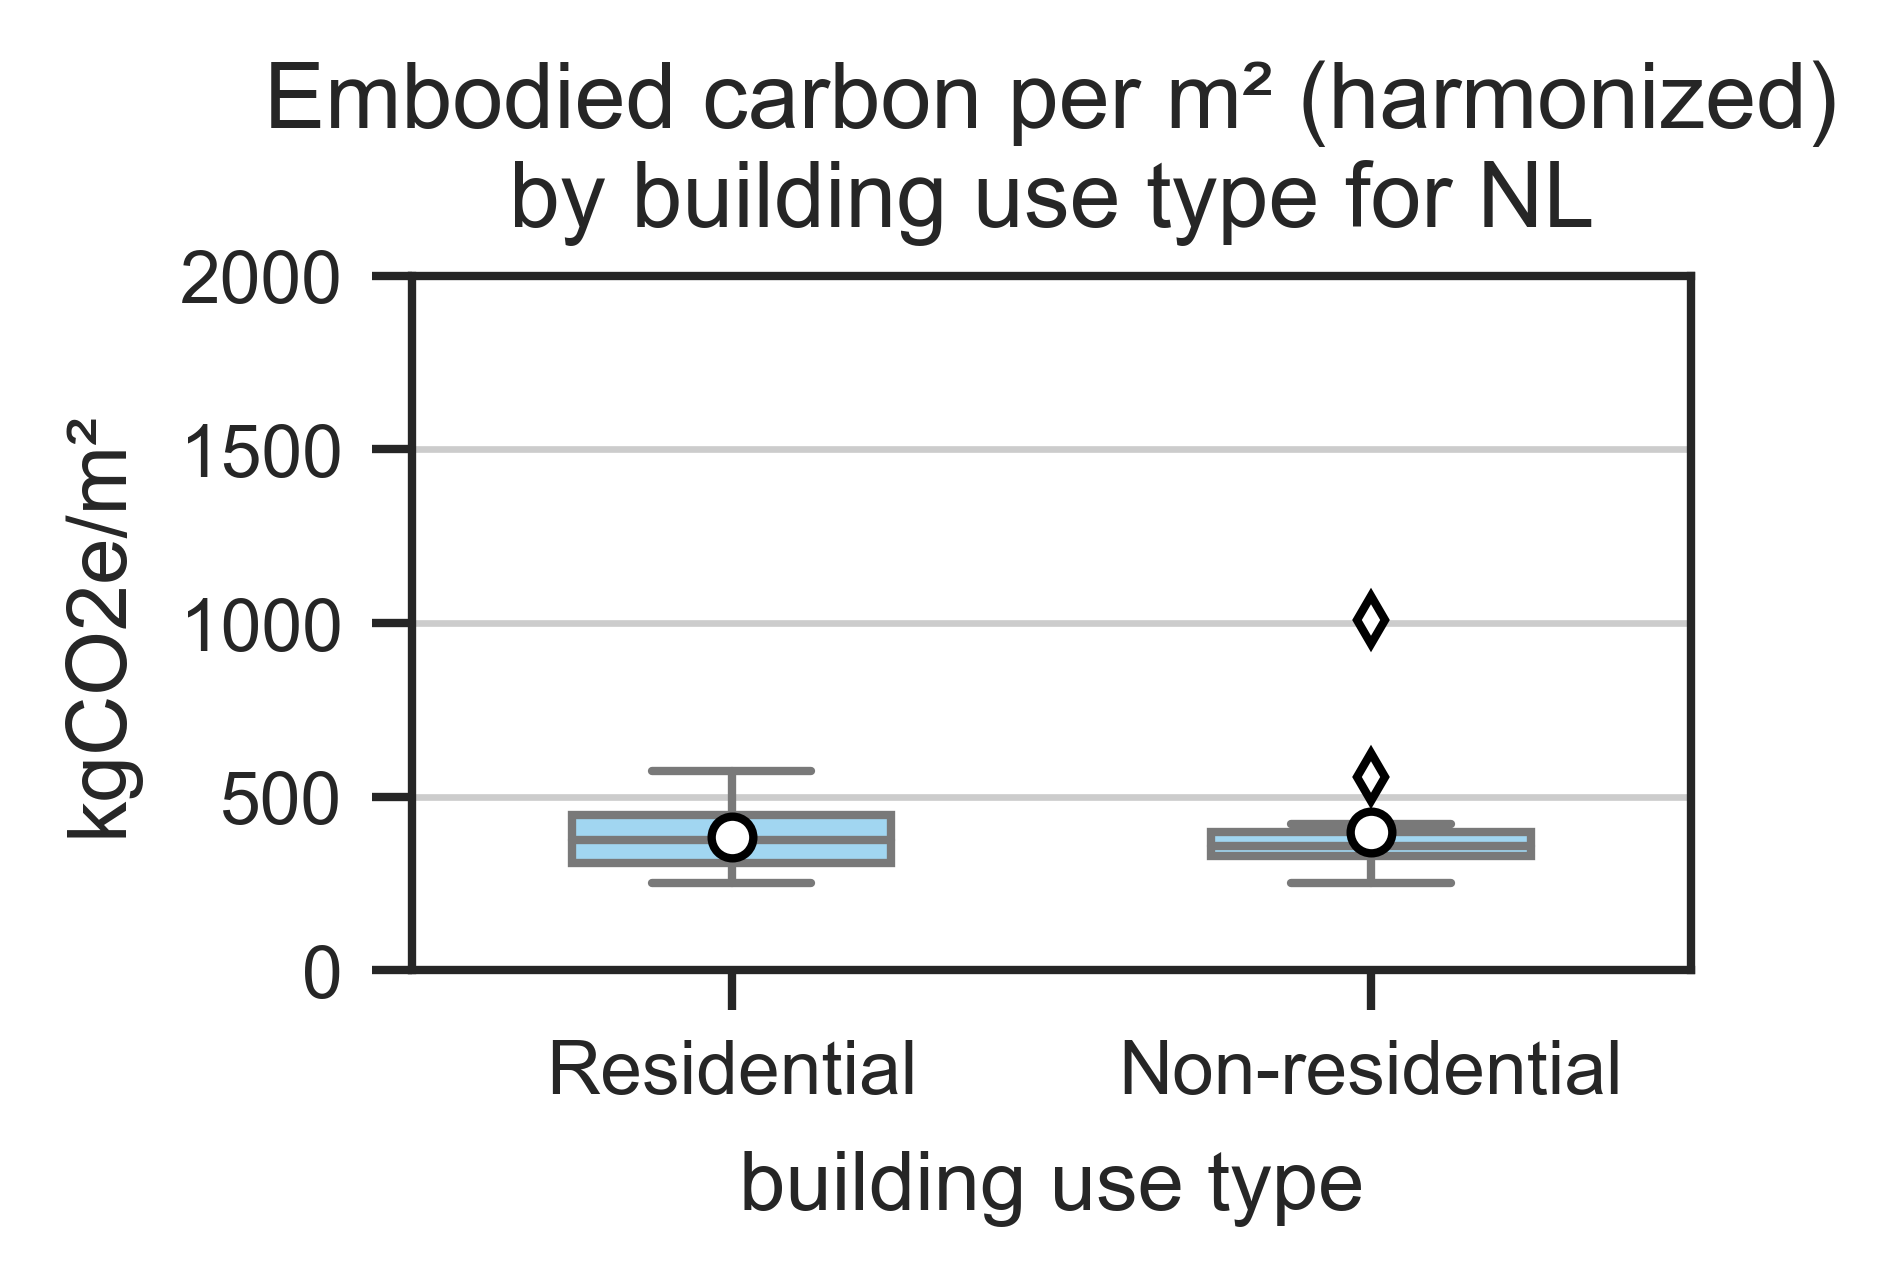 Embodied carbon per m² (harmonized)
by building use type for NL
2000
1500
1000
500
0
kgCO2e/m²
Residential
Non-residential
building use type